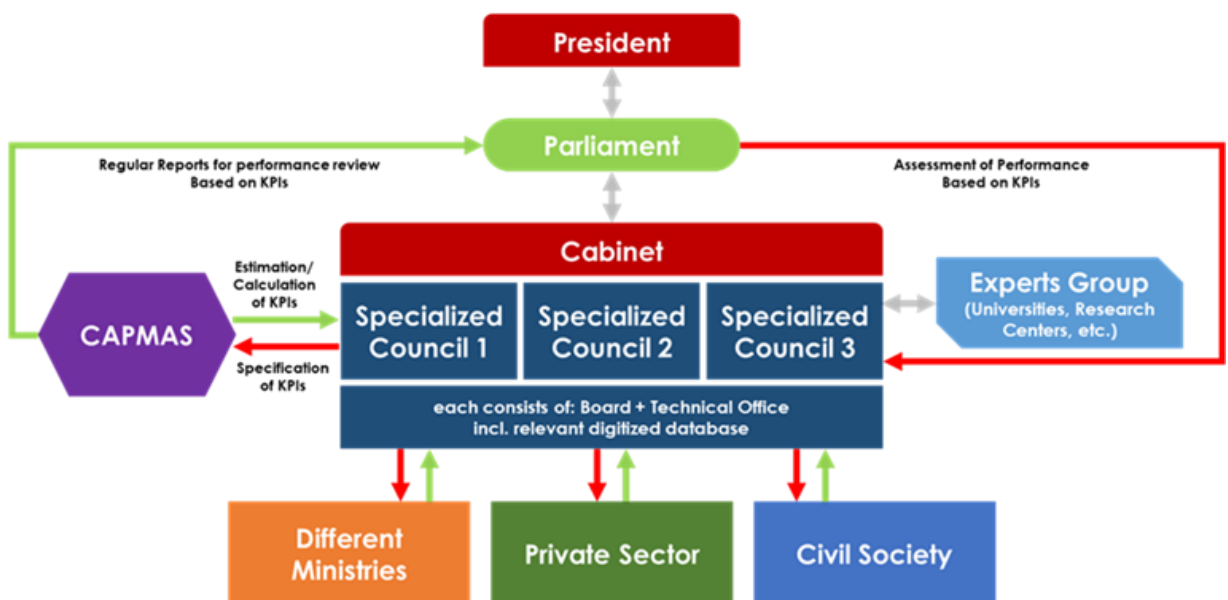 President
Parliament
Regular Reports for performance review
Based on KPIs
Assessment of Performance
Based on KPIs
Cabinet
Estimation/
Calculation
of KPIs
CAPMAS
Specification
of KPIs
Specialized
Council 1
Specialized
Council 2
Specialized
Council 3
Experts Group
(Universities, Research
Centers, etc.)
each consists of: Board + Technical Office
incl. relevant digitized database
Different
Ministries
Private Sector
Civil Society